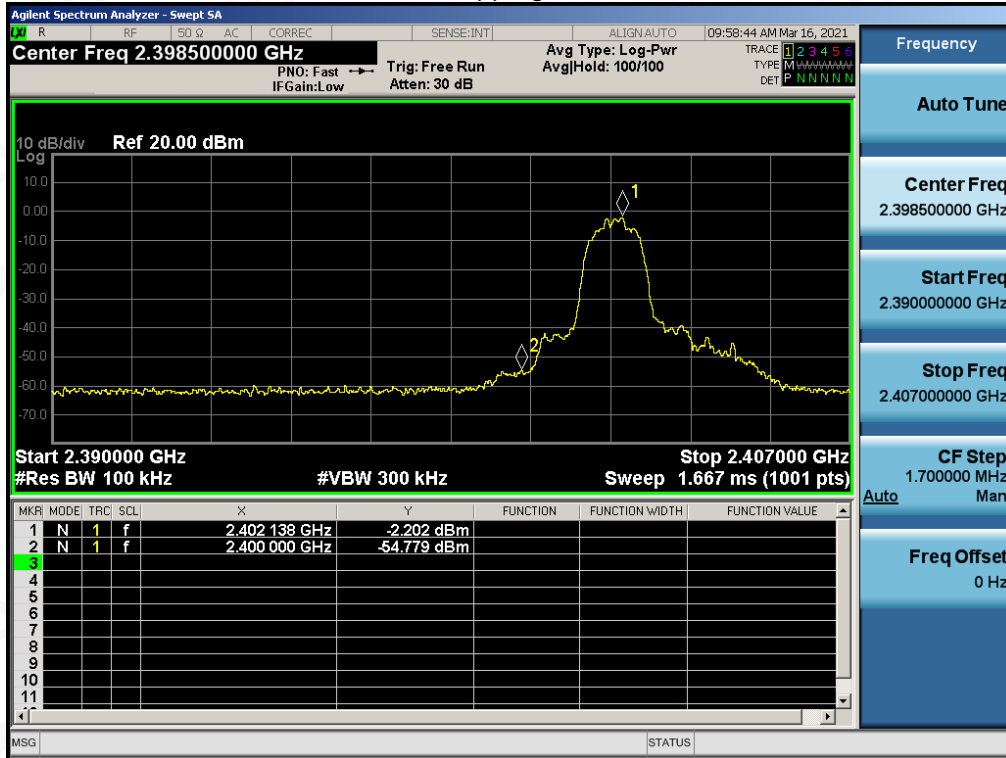 Agilent Spectrum Analyzer - Swept SA
LXI R RF 50 Ω AC CORREC SENSE:INT ALIGN AUTO 09:58:44 AM Mar 16, 2021
Center Freq 2.398500000 GHz
PNO: Fast
IFGain:Low
Trig: Free Run
Atten: 30 dB
Avg Type: Log-Pwr
Avg|Hold: 100/100
TRACE 1 2 3 4 5 6
TYPE M WWWWW
DET P N N N N N
10 dB/div Ref 20.00 dBm
Log
10.0
0.00
-10.0
-20.0
-30.0
-40.0
-50.0
-60.0
-70.0
1
2
Start 2.390000 GHz Stop 2.407000 GHz
#Res BW 100 kHz #VBW 300 kHz Sweep 1.667 ms (1001 pts)
MKR MODE TRC SCL X Y FUNCTION FUNCTION WIDTH FUNCTION VALUE
1 N 1 f 2.402 138 GHz -2.202 dBm
2 N 1 f 2.400 000 GHz -54.779 dBm
3
4
5
6
7
8
9
10
11
MSG STATUS
Frequency
Auto Tune
Center Freq
2.398500000 GHz
Start Freq
2.390000000 GHz
Stop Freq
2.407000000 GHz
CF Step
1.700000 MHz
Auto Man
Freq Offset
0 Hz